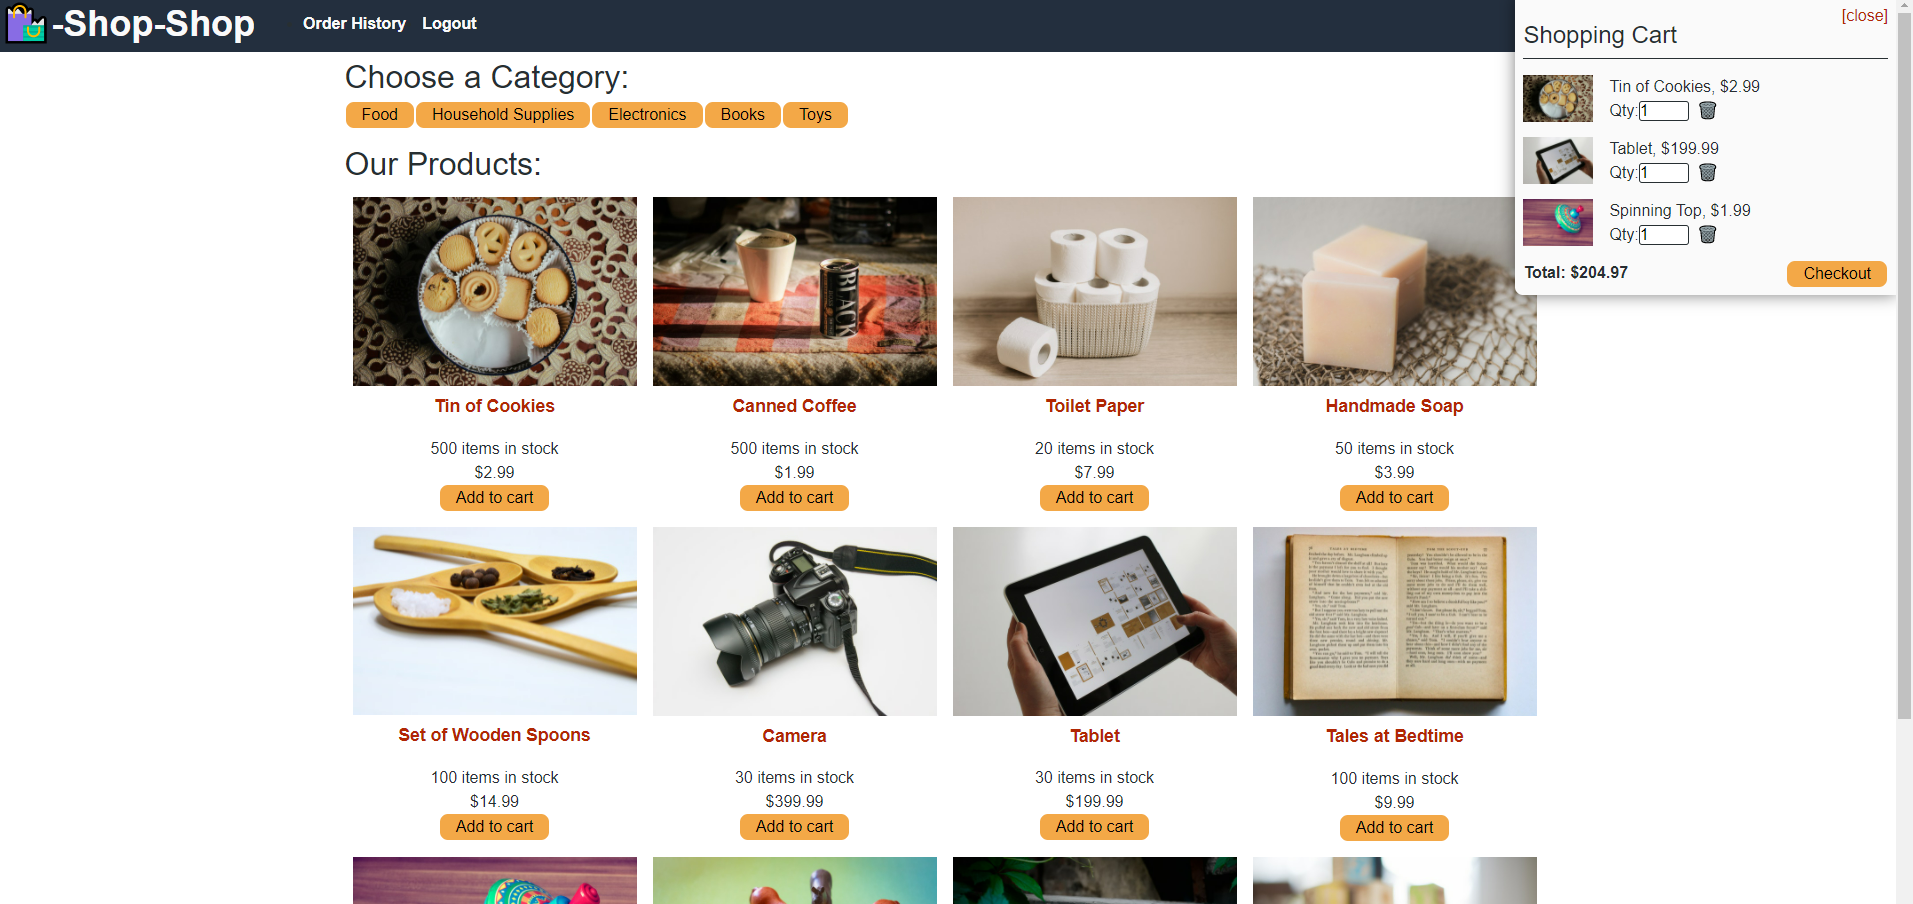 -Shop-Shop
Order History
Logout
[close]
Shopping Cart
Tin of Cookies, $2.99
Qty:1
Tablet, $199.99
Qty:1
Spinning Top, $1.99
Qty:1
Total: $204.97
Checkout
Choose a Category:
Food
Household Supplies
Electronics
Books
Toys
Our Products:
BLACK
Tin of Cookies
500 items in stock
$2.99
Add to cart
Canned Coffee
500 items in stock
$1.99
Add to cart
Toilet Paper
20 items in stock
$7.99
Add to cart
Handmade Soap
50 items in stock
$3.99
Add to cart
Set of Wooden Spoons
100 items in stock
$14.99
Add to cart
Camera
30 items in stock
$399.99
Add to cart
Tablet
30 items in stock
$199.99
Add to cart
Tales at Bedtime
100 items in stock
$9.99
Add to cart